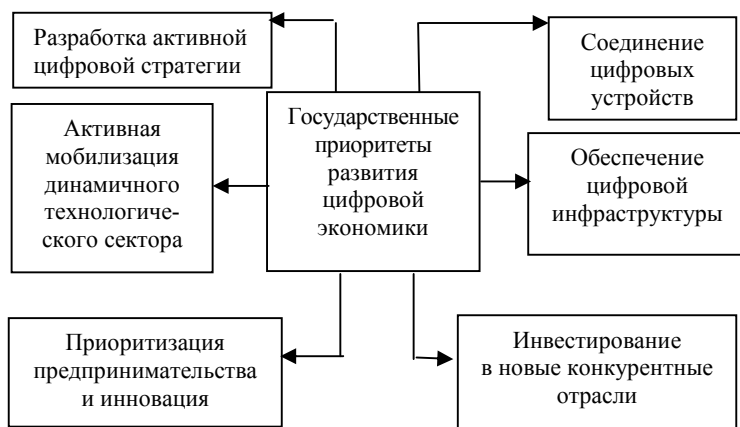 Разработка активной
цифровой стратегии
Соединение
цифровых
устройств
Государственные
приоритеты
развития
цифровой
экономики
Активная
мобилизация
динамичного
технологиче-
ского сектора
Обеспечение
цифровой
инфраструктуры
Приоритизация
предпринимательства
и инновация
Инвестирование
в новые конкурентные
отрасли